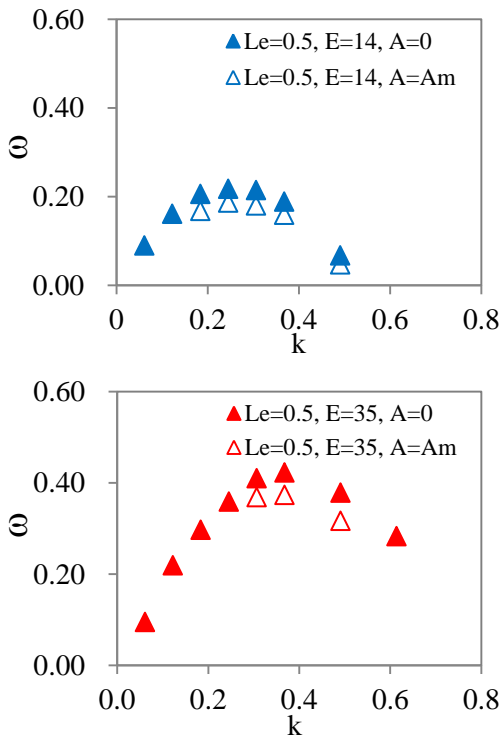 0.60
Le=0.5, E=14, A=0
Le=0.5, E=14, A=Am
0.40
ω
0.20
0.00
0 0.2 0.4 0.6 0.8
k
0.60
Le=0.5, E=35, A=0
Le=0.5, E=35, A=Am
0.40
ω
0.20
0.00
0.0 0.2 0.4 0.6 0.8
k